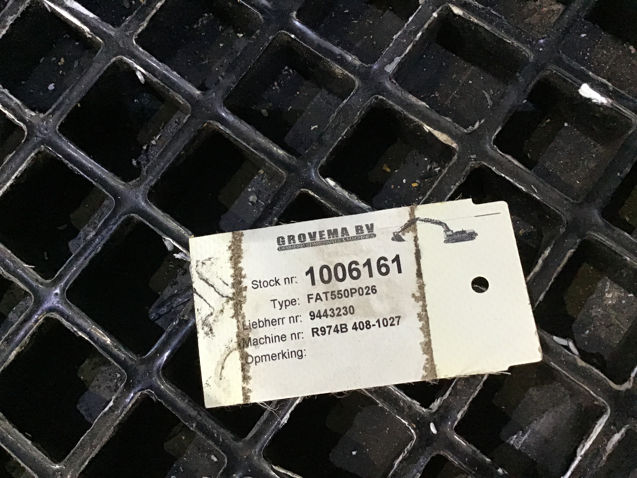 GROVEMA BV
Stock nr: 1006161
Type: FAT550P026
Liebherr nr: 9443230
Machine nr: R974B 408-1027
Opmerking: